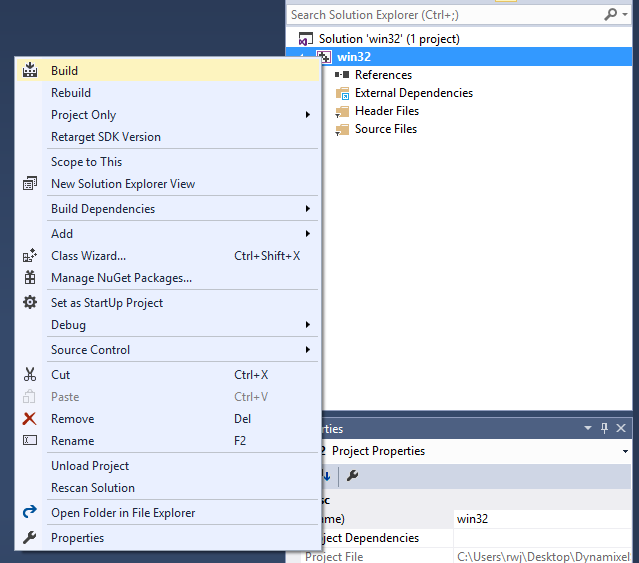 Search Solution Explorer (Ctrl+;)
Solution 'win32' (1 project)
win32
References
External Dependencies
Header Files
Source Files
Build
Rebuild
Project Only
Retarget SDK Version
Scope to This
New Solution Explorer View
Build Dependencies
Add
Class Wizard... Ctrl+Shift+X
Manage NuGet Packages...
Set as StartUp Project
Debug
Source Control
Cut Ctrl+X
Paste Ctrl+V
Remove Del
Rename F2
Unload Project
Rescan Solution
Open Folder in File Explorer
Properties
rties
2 Project Properties
sc
ame) win32
ject Dependencies
Project File C:\Users\rwj\Desktop\Dynamixel